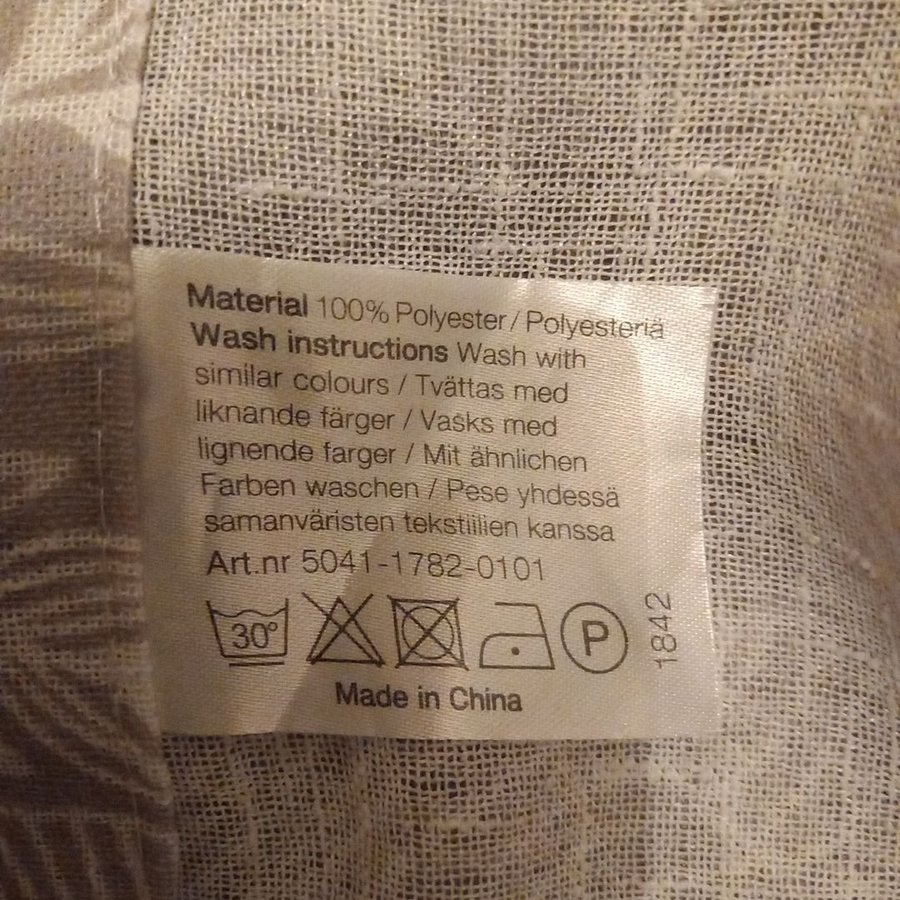 Material 100% Polyester / Polyesteriä
Wash instructions Wash with
similar colours / Tvättas med
liknande färger / Vasks med
lignende farger / Mit ähnlichen
Farben waschen / Pese yhdessä
samanväristen tekstiilien kanssa
Art.nr 5041-1782-0101
30°
P
1842
Made in China